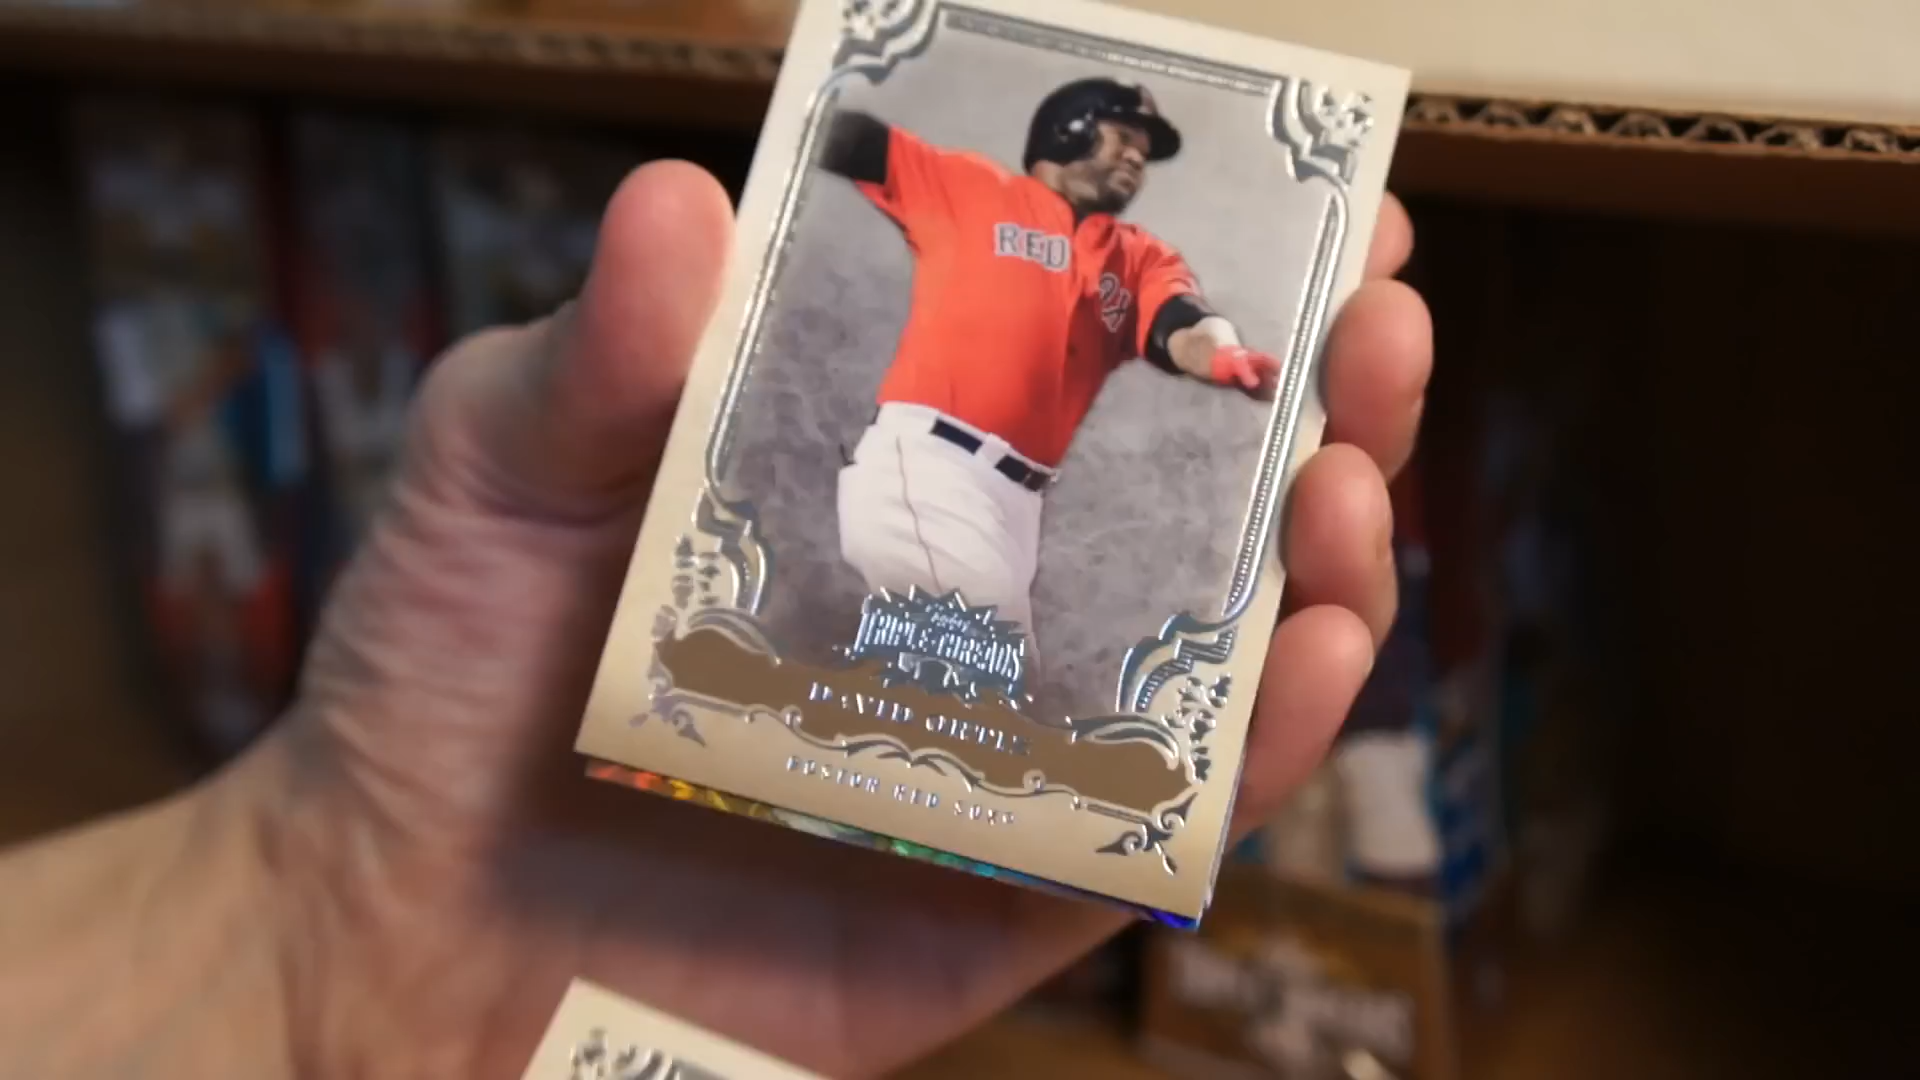 RED
TRIPLE THREADS
DAVID ORTIZ
BOSTON RED SOX®